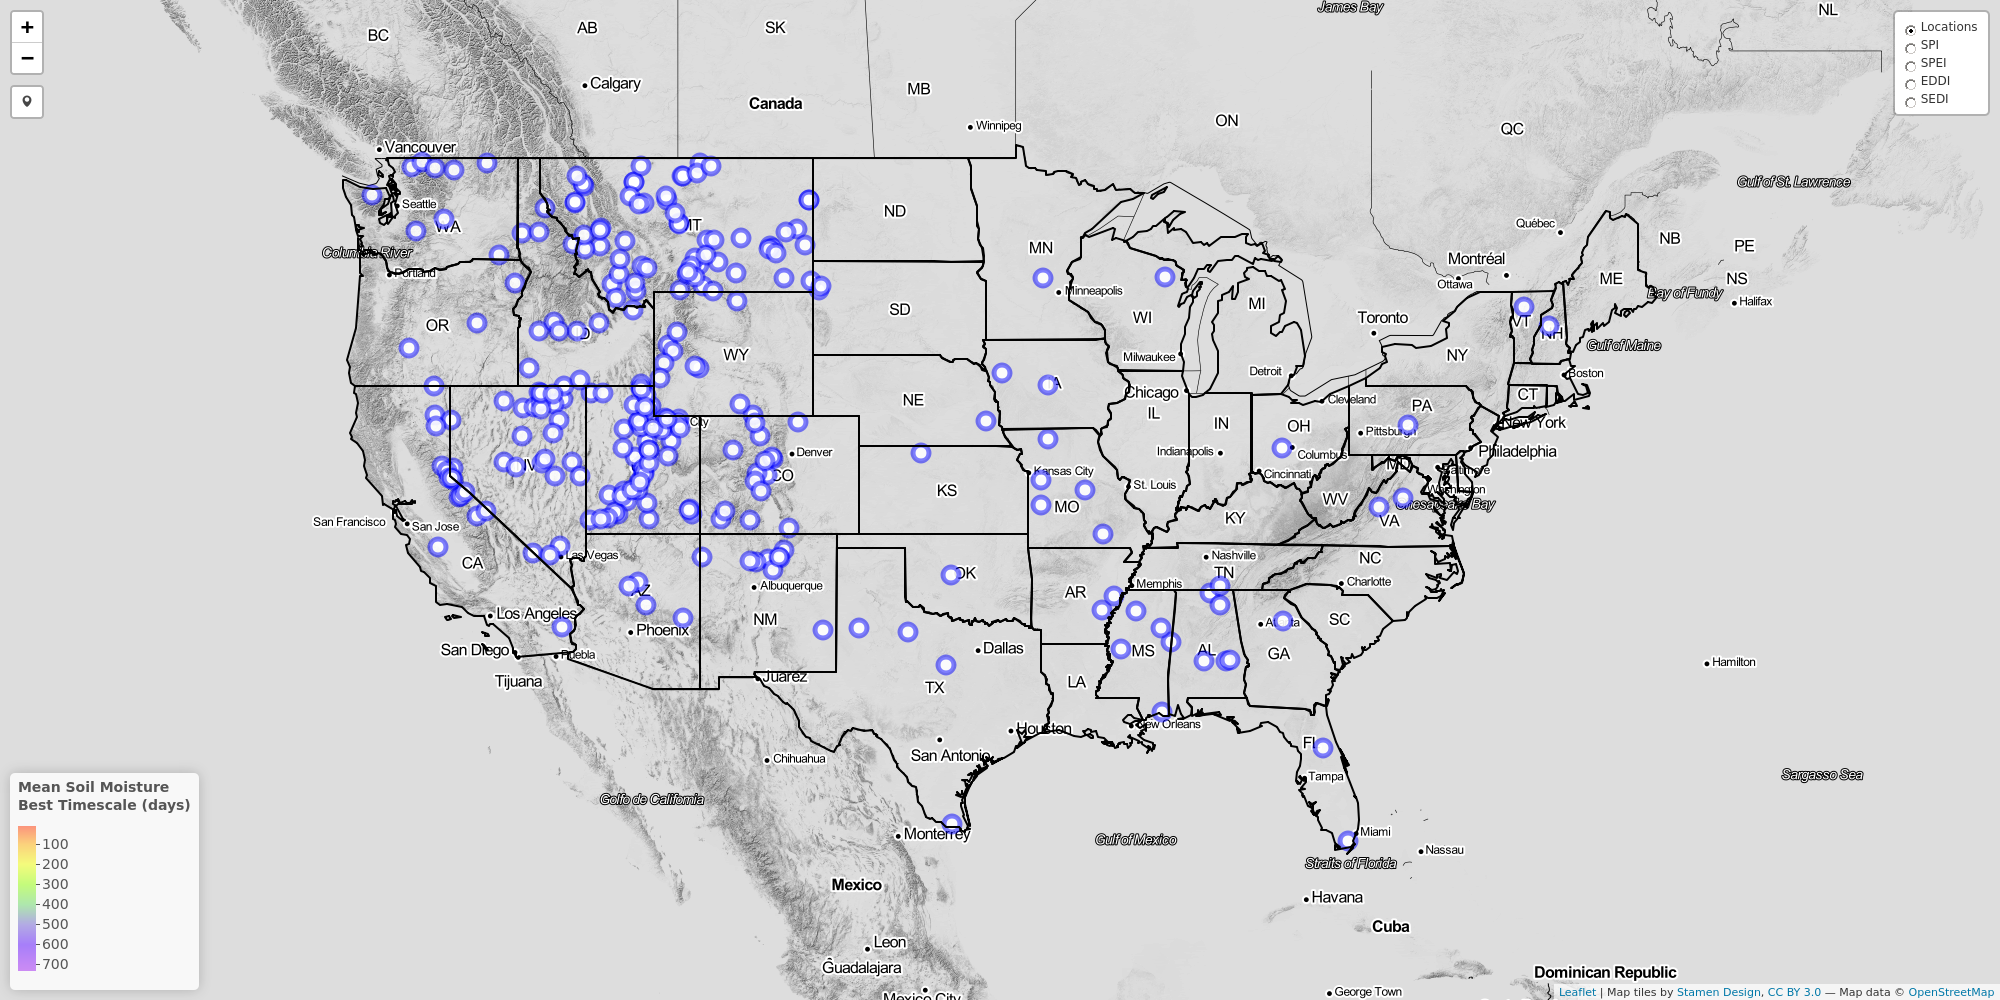 +
−
BC
AB
SK
MB
ON
QC
NL
James Bay
Locations
SPI
SPEI
EDDI
SEDI
Calgary
Canada
Winnipeg
Vancouver
Seattle
WA
Columbia River
Portland
MT
ND
MN
Minneapolis
Gulf of St. Lawrence
Québec
NB
PE
Montréal
Ottawa
ME
NS
Bay of Fundy
Halifax
OR
SD
WI
MI
Toronto
VT
NH
Gulf of Maine
WY
Milwaukee
NY
Detroit
Boston
NE
Chicago
Cleveland
CT
IL
IN
OH
PA
New York
City
Pittsburgh
Philadelphia
Denver
Indianapolis
Columbus
NV
CO
Kansas City
Cincinnati
MD
Baltimore
Washington
KS
St. Louis
WV
Chesapeake Bay
MO
KY
VA
San Francisco
San Jose
CA
Las Vegas
Nashville
NC
AZ
Albuquerque
OK
Memphis
TN
Charlotte
AR
Los Angeles
NM
Phoenix
Atlanta
SC
San Diego
Puebla
Dallas
MS
AL
GA
Hamilton
Tijuana
Juárez
TX
LA
New Orleans
Houston
San Antonio
FL
Chihuahua
Tampa
Sargasso Sea
Golfo de California
Monterrey
Gulf of Mexico
Miami
Nassau
Straits of Florida
Mexico
Havana
Cuba
Leon
Guadalajara
Mexico City
Dominican Republic
George Town
Mean Soil Moisture
Best Timescale (days)
100
200
300
400
500
600
700
Leaflet | Map tiles by Stamen Design, CC BY 3.0 — Map data © OpenStreetMap